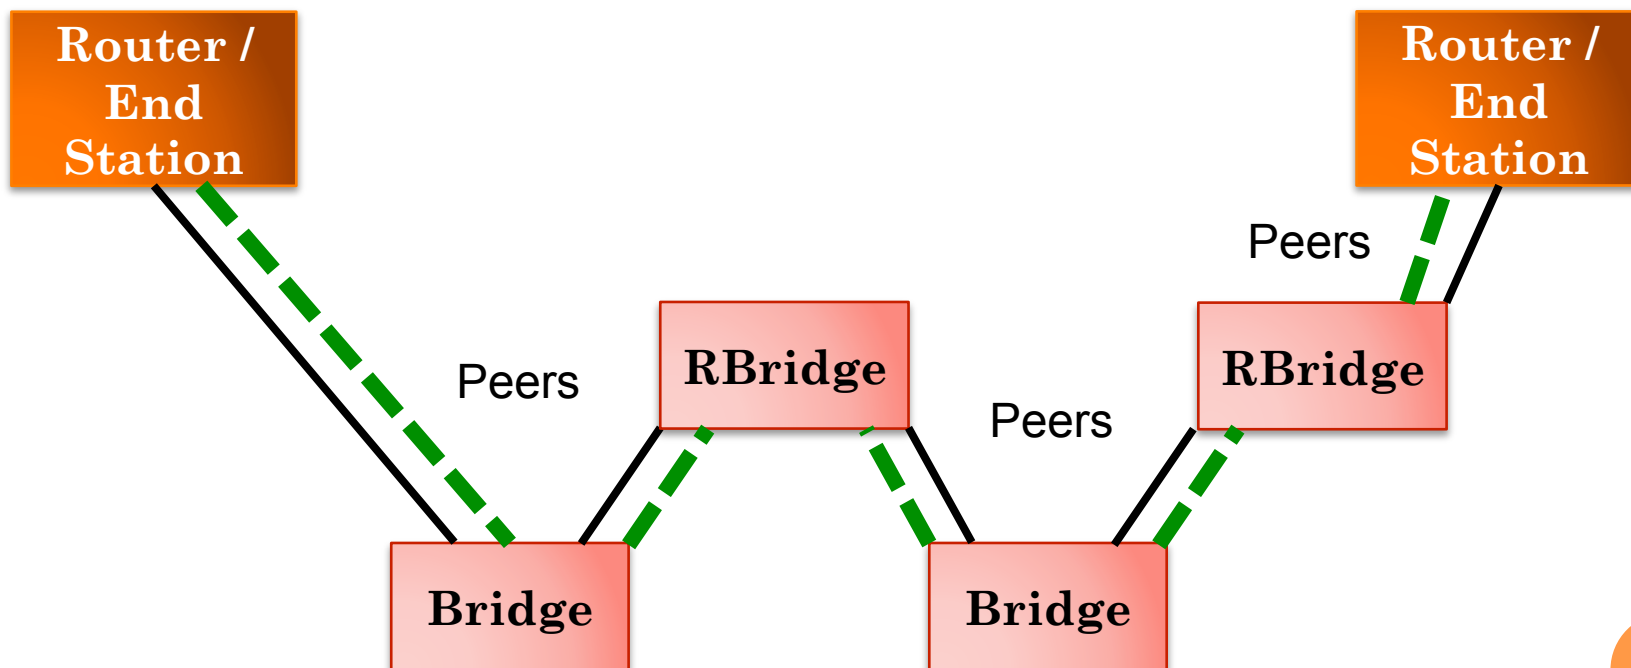 Router /
End
Station
Router /
End
Station
Peers
Peers
RBridge
RBridge
Peers
Bridge
Bridge